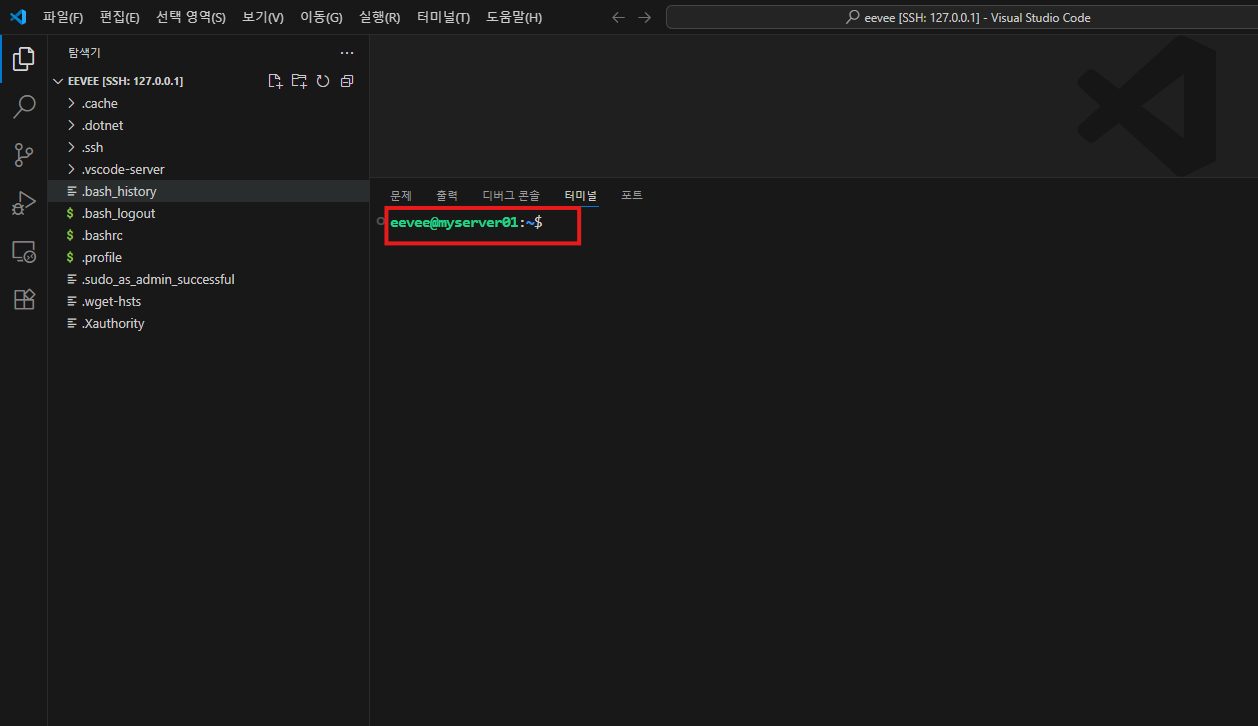 파일(F) 편집(E) 선택 영역(S) 보기(V) 이동(G) 실행(R) 터미널(T) 도움말(H) eevee [SSH: 127.0.0.1] - Visual Studio Code
탐색기
EEVEE [SSH: 127.0.0.1]
.cache
.dotnet
.ssh
.vscode-server
.bash_history
$ .bash_logout
$ .bashrc
$ .profile
.sudo_as_admin_successful
.wget-hsts
.Xauthority
문제 출력 디버그 콘솔 터미널 포트
eevee@myserver01:~$